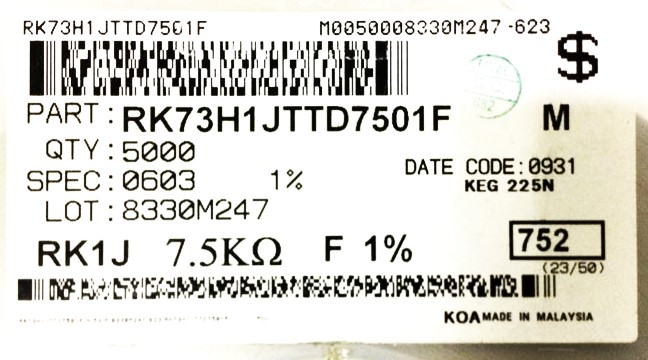 RK73H1JTTD7501F M0050008330M247-623
$
PART:RK73H1JTTD7501F M
QTY:5000
SPEC:0603 1%
DATE CODE:0931
KEG 225N
LOT:8330M247
RK1J 7.5KΩ F 1%
752
(23/50)
KOA MADE IN MALAYSIA